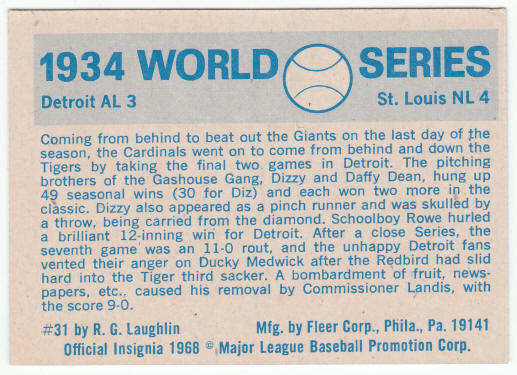 1934 WORLD SERIES
Detroit AL 3 St. Louis NL 4
Coming from behind to beat out the Giants on the last day of the
season, the Cardinals went on to come from behind and down the
Tigers by taking the final two games in Detroit. The pitching
brothers of the Gashouse Gang, Dizzy and Daffy Dean, hung up
49 seasonal wins (30 for Diz) and each won two more in the
classic. Dizzy also appeared as a pinch runner and was skulled by
a throw, being carried from the diamond. Schoolboy Rowe hurled
a brilliant 12-inning win for Detroit. After a close Series, the
seventh game was an 11-0 rout, and the unhappy Detroit fans
vented their anger on Ducky Medwick after the Redbird had slid
hard into the Tiger third sacker. A bombardment of fruit, news-
papers, etc., caused his removal by Commissioner Landis, with
the score 9-0.
#31 by R. G. Laughlin Mfg. by Fleer Corp., Phila., Pa. 19141
Official Insignia 1968 © Major League Baseball Promotion Corp.